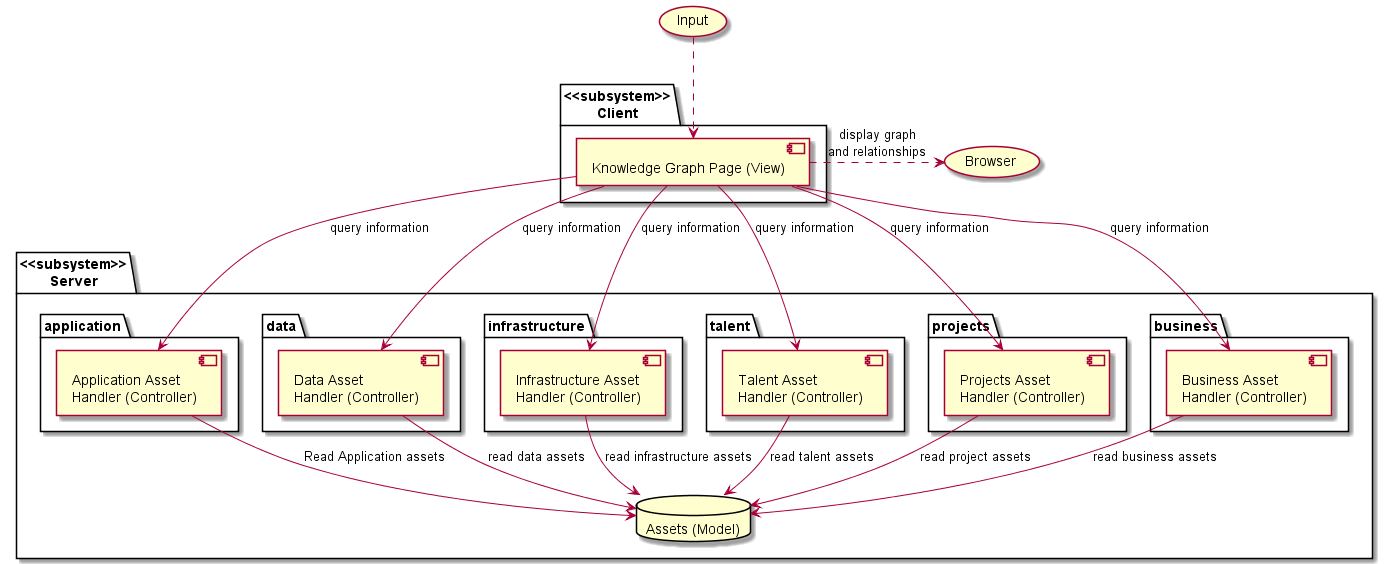 Input
<<subsystem>>
Client
display graph
and relationships
Knowledge Graph Page (View)
Browser
query information
query information
query information
query information
query information
query information
<<subsystem>>
Server
application
data
infrastructure
talent
projects
business
Application Asset
Handler (Controller)
Data Asset
Handler (Controller)
Infrastructure Asset
Handler (Controller)
Talent Asset
Handler (Controller)
Projects Asset
Handler (Controller)
Business Asset
Handler (Controller)
Read Application assets
read data assets
read infrastructure assets
read talent assets
read project assets
read business assets
Assets (Model)